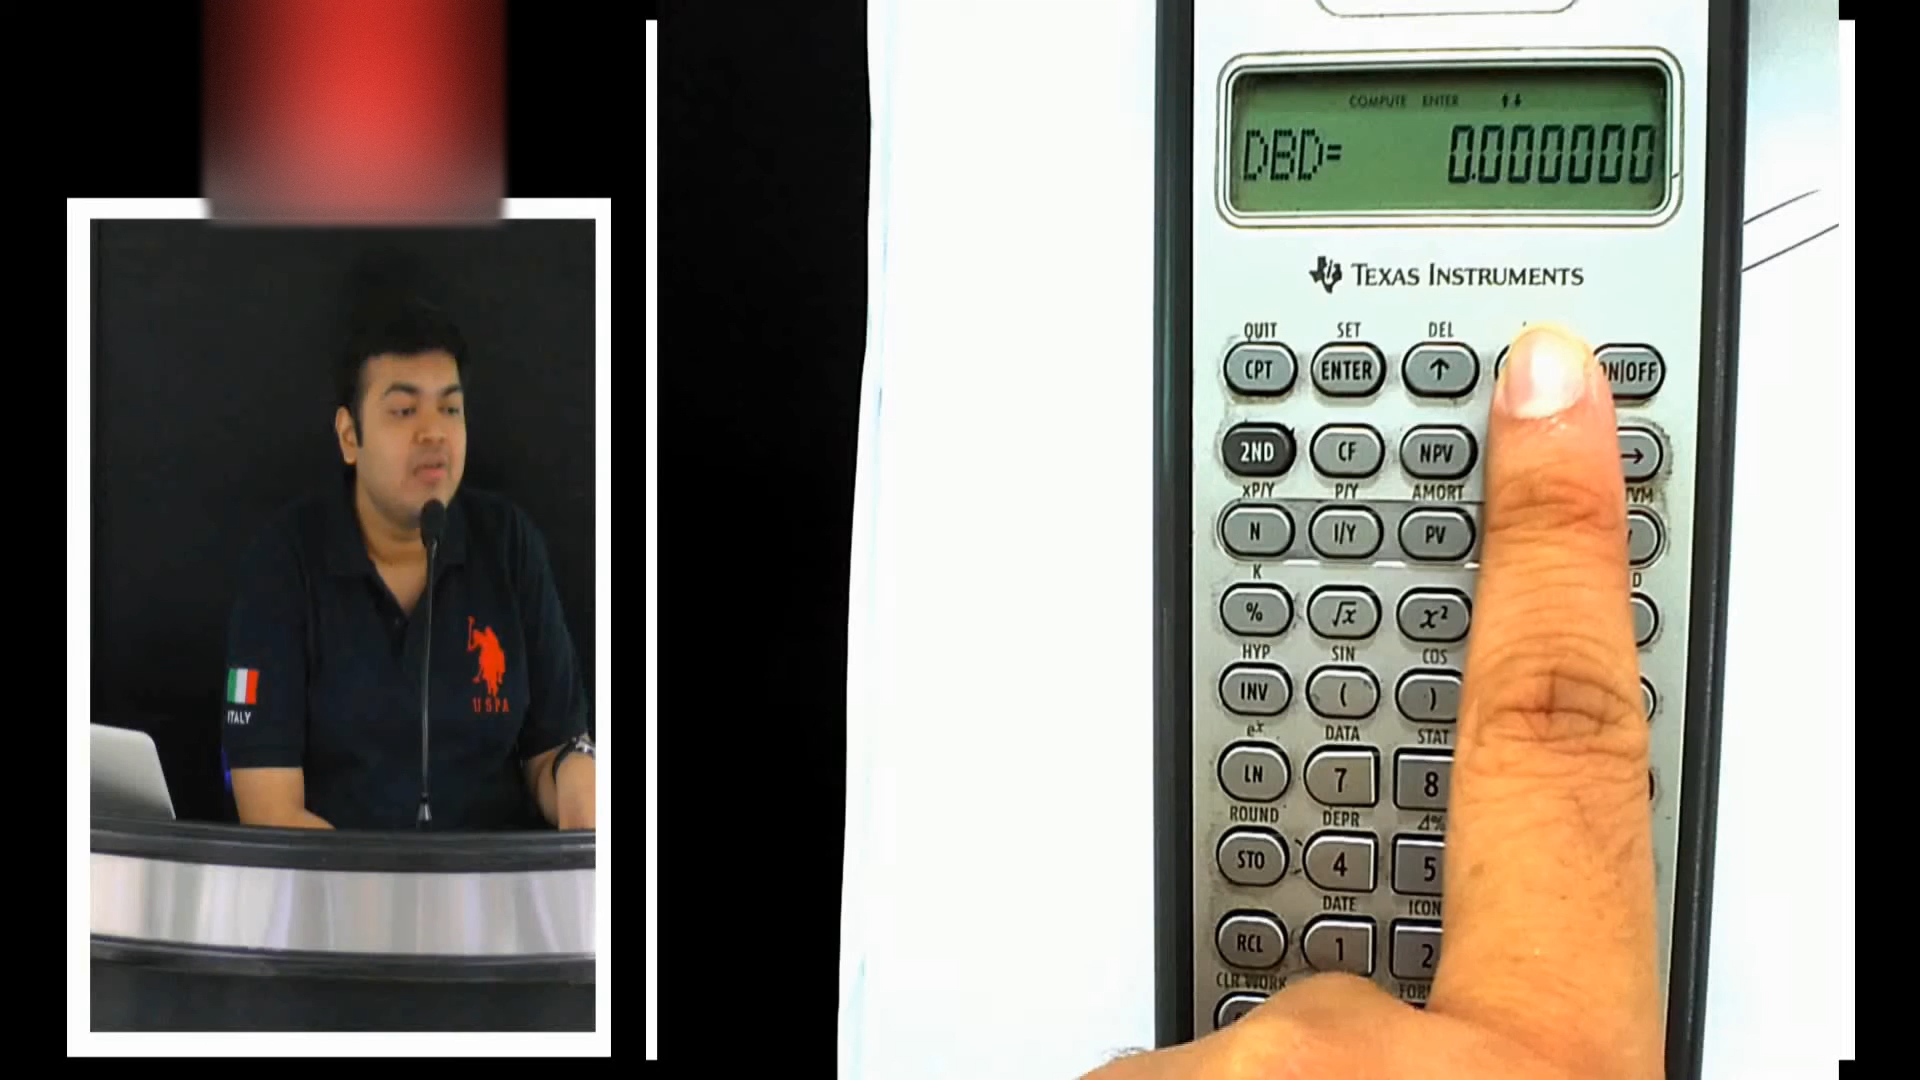 COMPUTE ENTER
DBD= 0.000000
TEXAS INSTRUMENTS
QUIT SET DEL
CPT ENTER ↑ ON|OFF
2ND CF NPV →
xP/Y P/Y AMORT
N I/Y PV
K
% √x x²
HYP SIN COS
INV ( )
eˣ DATA STAT
LN 7 8
ROUND DEPR Δ%
STO 4 5
DATE ICON
RCL 1 2
CLR WORK
ITALY
USPA